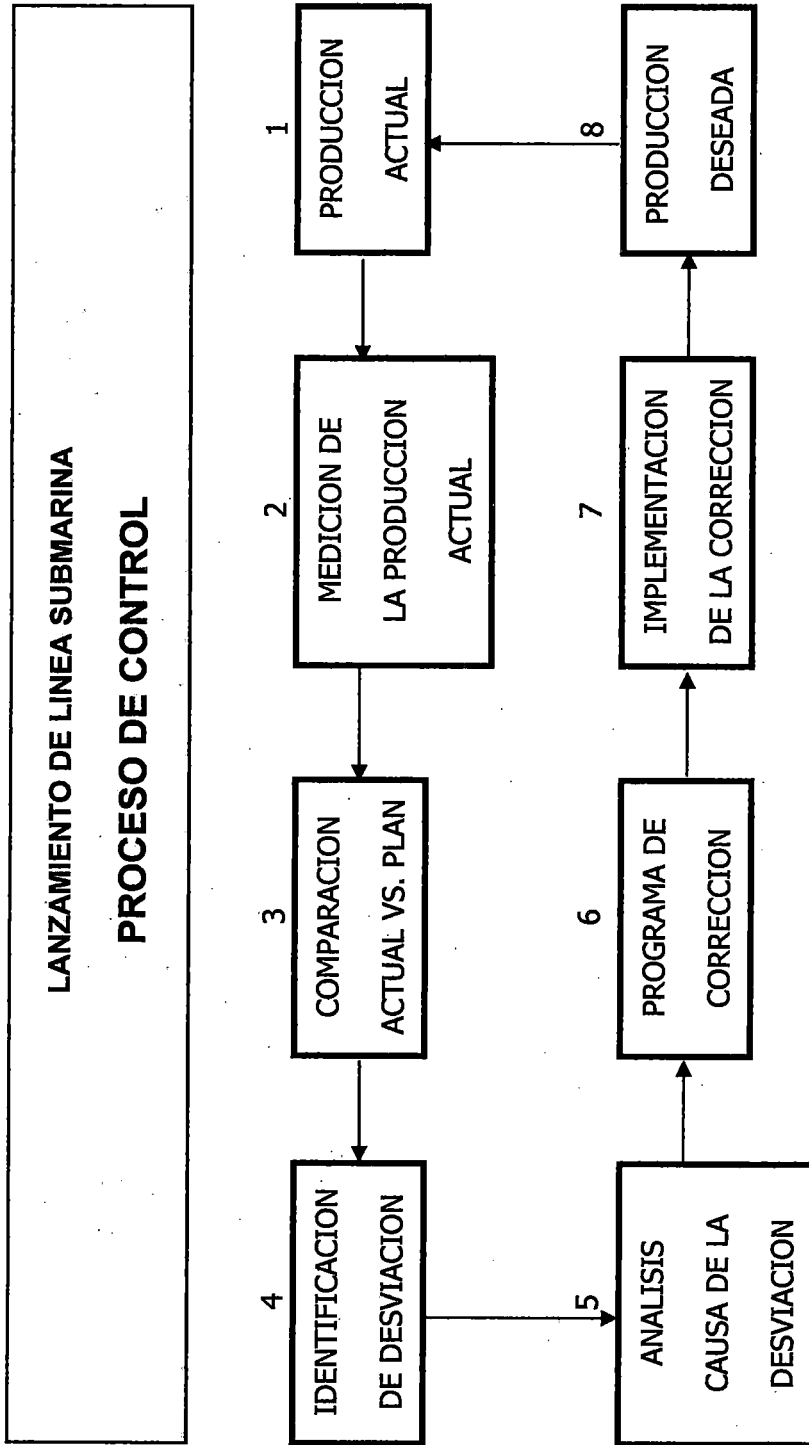 LANZAMIENTO DE LINEA SUBMARINA
PROCESO DE CONTROL
4
IDENTIFICACION
DE DESVIACION
3
COMPARACION
ACTUAL VS. PLAN
2
MEDICION DE
LA PRODUCCION
ACTUAL
1
PRODUCCION
ACTUAL
5
ANALISIS
CAUSA DE LA
DESVIACION
6
PROGRAMA DE
CORRECCION
7
IMPLEMENTACION
DE LA CORRECCION
8
PRODUCCION
DESEADA